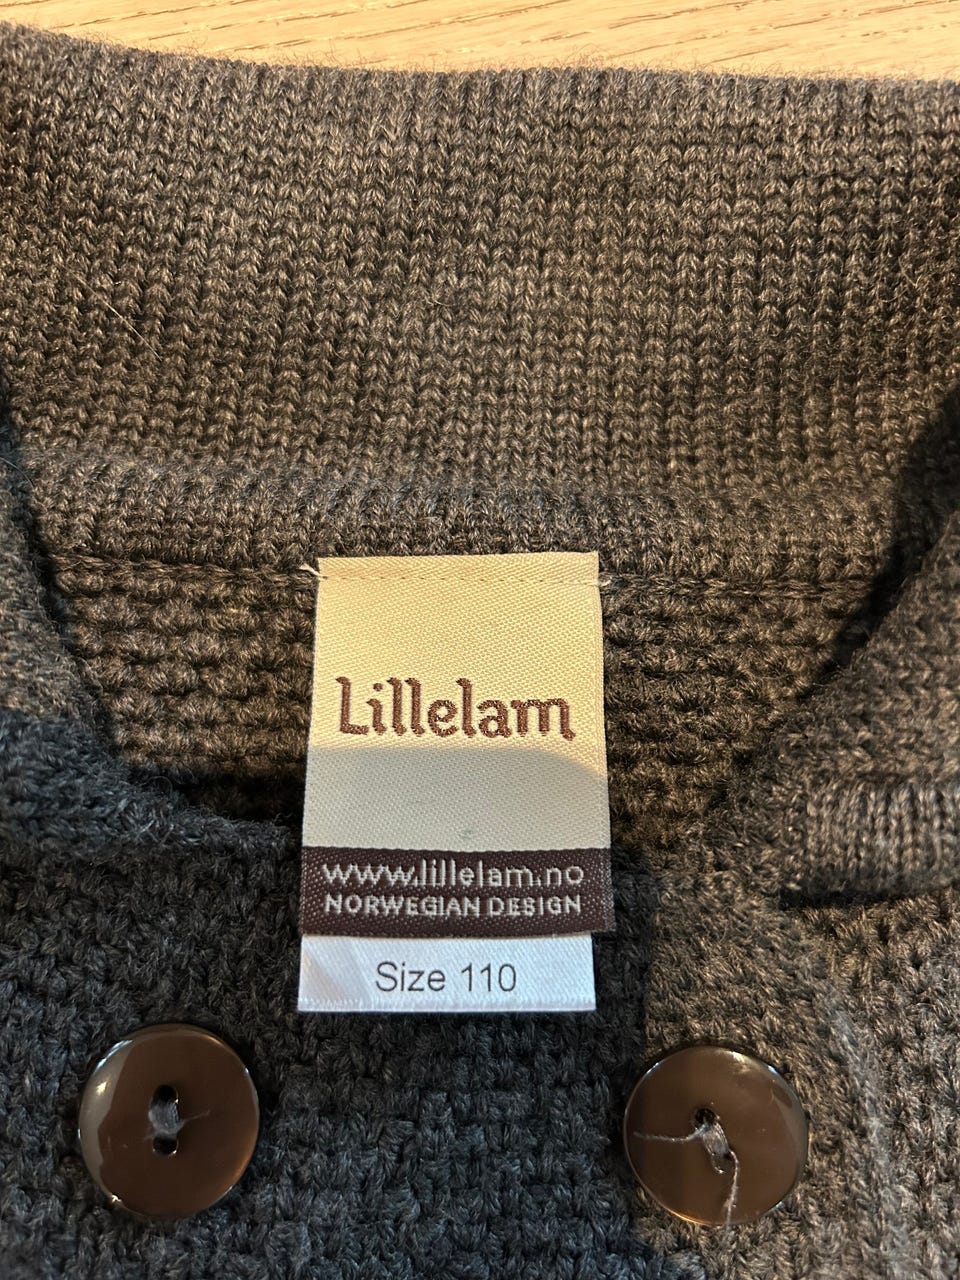 Lillelam
www.lillelam.no
NORWEGIAN DESIGN
Size 110